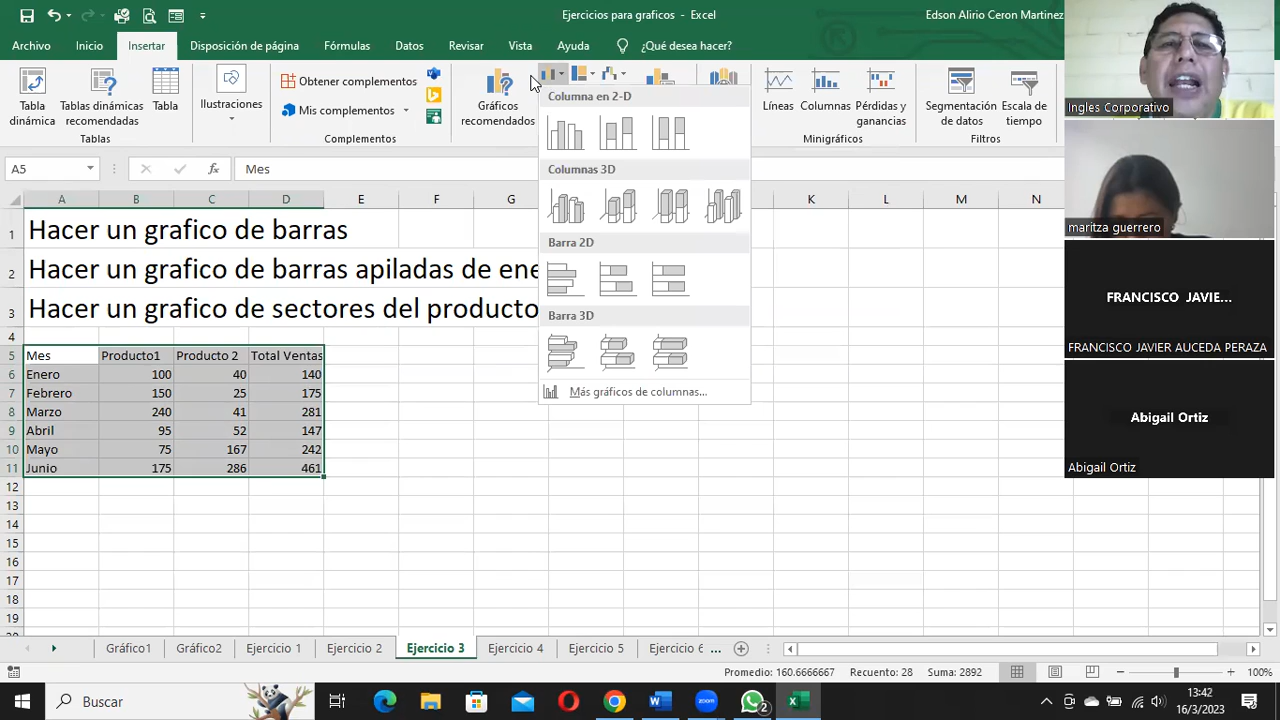 Ejercicios para graficos - Excel
Edson Alirio Ceron Martinez
Archivo Inicio Insertar Disposición de página Fórmulas Datos Revisar Vista Ayuda ¿Qué desea hacer?
Tabla dinámica
Tablas dinámicas recomendadas
Tabla
Tablas
Ilustraciones
Obtener complementos
Mis complementos
Complementos
Gráficos recomendados
Líneas
Columnas
Pérdidas y ganancias
Minigráficos
Segmentación de datos
Escala de tiempo
Filtros
Columna en 2-D
Columnas 3D
Barra 2D
Barra 3D
Más gráficos de columnas...
A5 Mes
A B C D E F G K L M N
1 Hacer un grafico de barras
2 Hacer un grafico de barras apiladas de ene
3 Hacer un grafico de sectores del producto
4
5 Mes Producto1 Producto 2 Total Ventas
6 Enero 100 40 140
7 Febrero 150 25 175
8 Marzo 240 41 281
9 Abril 95 52 147
10 Mayo 75 167 242
11 Junio 175 286 461
12
13
14
15
16
17
18
19
Gráfico1 Gráfico2 Ejercicio 1 Ejercicio 2 Ejercicio 3 Ejercicio 4 Ejercicio 5 Ejercicio 6 ...
Promedio: 160.6666667 Recuento: 28 Suma: 2892 100%
Buscar
2
13:42
16/3/2023
Ingles Corporativo
maritza guerrero
FRANCISCO JAVIE...
FRANCISCO JAVIER AUCEDA PERAZA
Abigail Ortiz
Abigail Ortiz